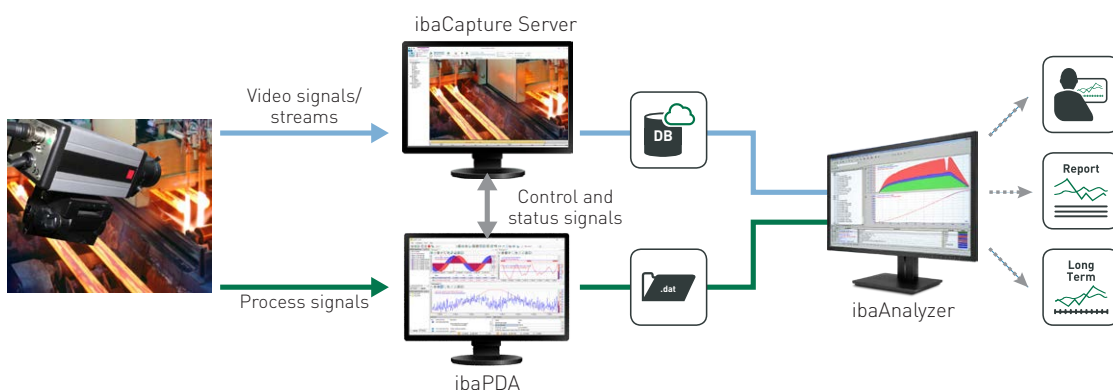 ibaCapture Server
Video signals/
streams
DB
Control and
status signals
Process signals
.dat
ibaPDA
ibaAnalyzer
Report
Long
Term